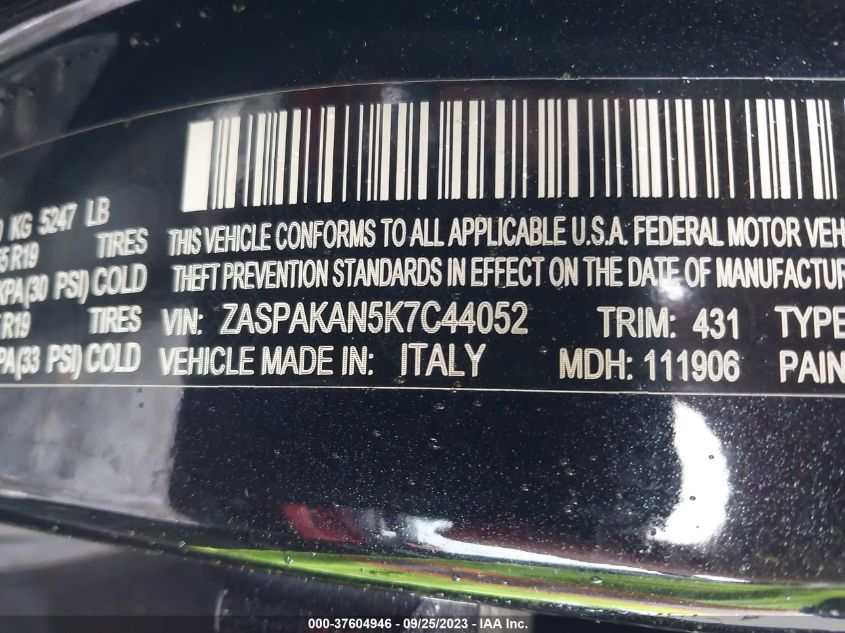 KG 5247 LB
R19 TIRES
KPA(30 PSI) COLD
R19 TIRES
PA(33 PSI) COLD
THIS VEHICLE CONFORMS TO ALL APPLICABLE U.S.A. FEDERAL MOTOR VEH
THEFT PREVENTION STANDARDS IN EFFECT ON THE DATE OF MANUFACTUR
VIN: ZASPAKAN5K7C44052 TRIM: 431 TYPE
VEHICLE MADE IN: ITALY MDH: 111906 PAIN
000-37604946 - 09/25/2023 - IAA Inc.